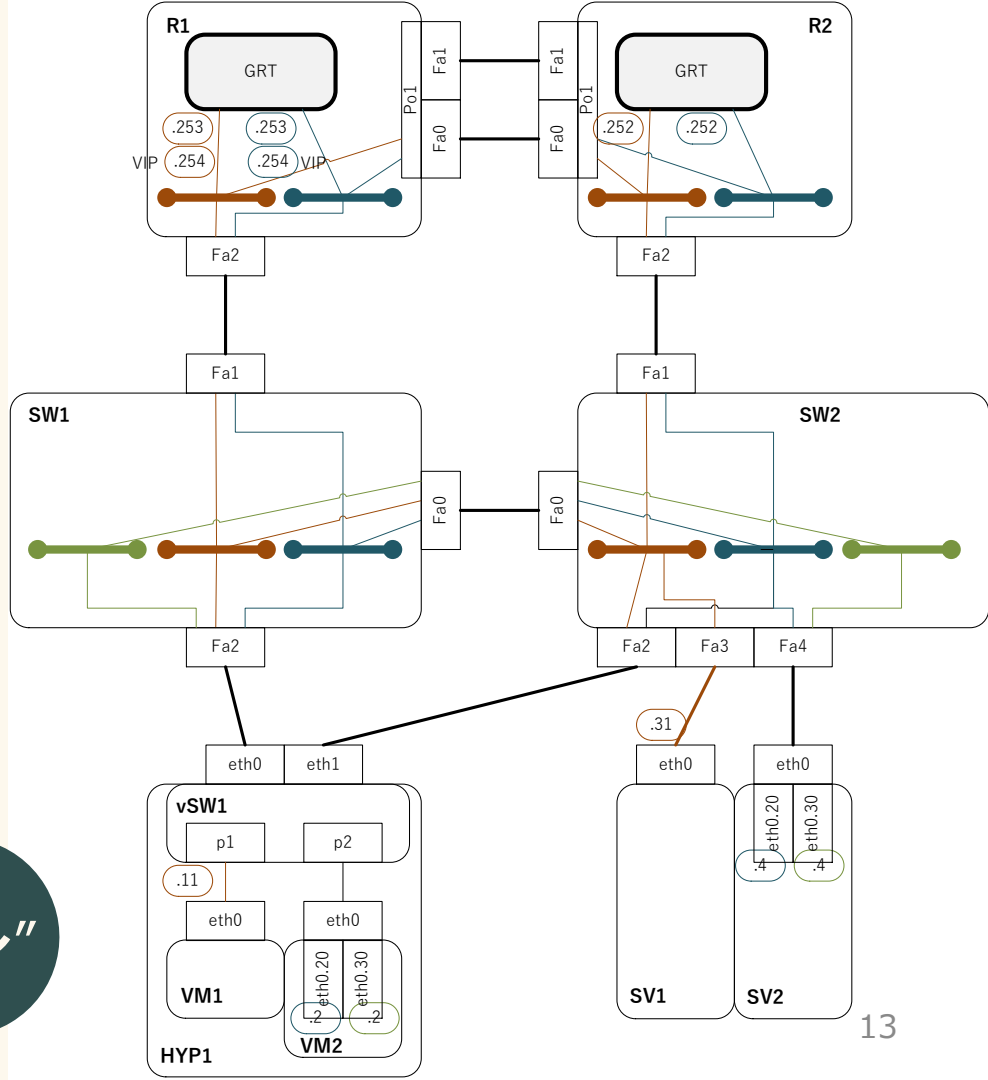 R1
R2
GRT
GRT
Po1
Fa1
Fa0
Fa1
Fa0
Po1
.253
.253
VIP
.254
.254
VIP
.252
.252
Fa2
Fa2
Fa1
Fa1
SW1
SW2
Fa0
Fa0
Fa2
Fa2
Fa3
Fa4
.31
eth0
eth1
eth0
eth0
vSW1
p1
p2
eth0.20
eth0.30
.4
.4
.11
eth0
eth0
eth0.20
eth0.30
VM1
.2
.2
VM2
HYP1
SV1
SV2
13